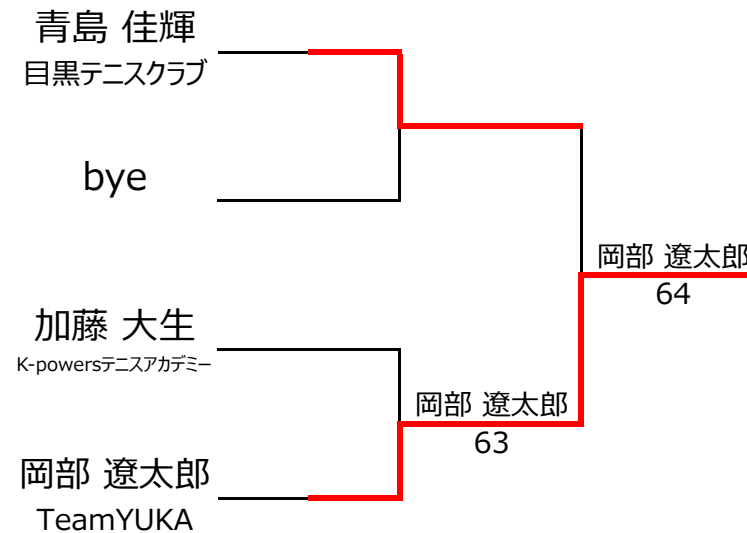 青島 佳輝
目黒テニスクラブ
bye
加藤 大生
K-powersテニスアカデミー
岡部 遼太郎
TeamYUKA
岡部 遼太郎
63
岡部 遼太郎
64